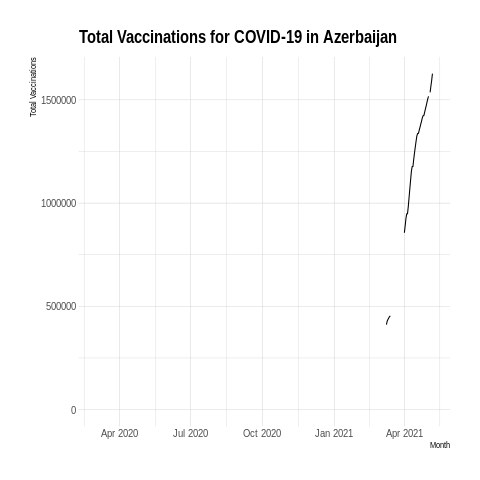 Total Vaccinations for COVID-19 in Azerbaijan
Total Vaccinations
1500000
1000000
500000
0
Apr 2020 Jul 2020 Oct 2020 Jan 2021 Apr 2021
Month